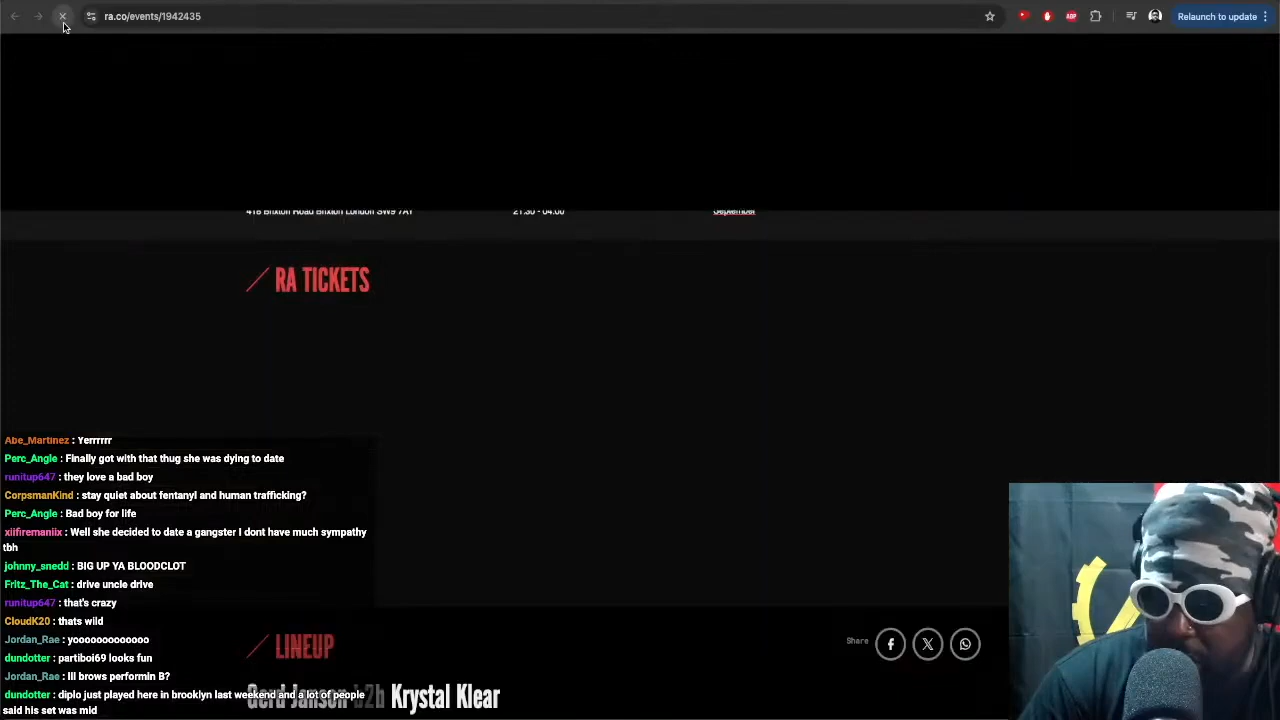 ra.co/events/1942435
Relaunch to update
418 Brixton Road Brixton London SW9 7AY
21:30 - 04:00
September
RA TICKETS
Abe_Martinez : Yerrrrrr
Perc_Angle : Finally got with that thug she was dying to date
runitup647 : they love a bad boy
CorpsmanKind : stay quiet about fentanyl and human trafficking?
Perc_Angle : Bad boy for life
xiifiremaniix : Well she decided to date a gangster I dont have much sympathy
tbh
johnny_snedd : BIG UP YA BLOODCLOT
Fritz_The_Cat : drive uncle drive
runitup647 : that's crazy
CloudK20 : thats wild
Jordan_Rae : yoooooooooooo
dundotter : partiboi69 looks fun
Jordan_Rae : lil brows performin B?
dundotter : diplo just played here in brooklyn last weekend and a lot of people
said his set was mid
LINEUP
Share
Gerd Janson b2b Krystal Klear